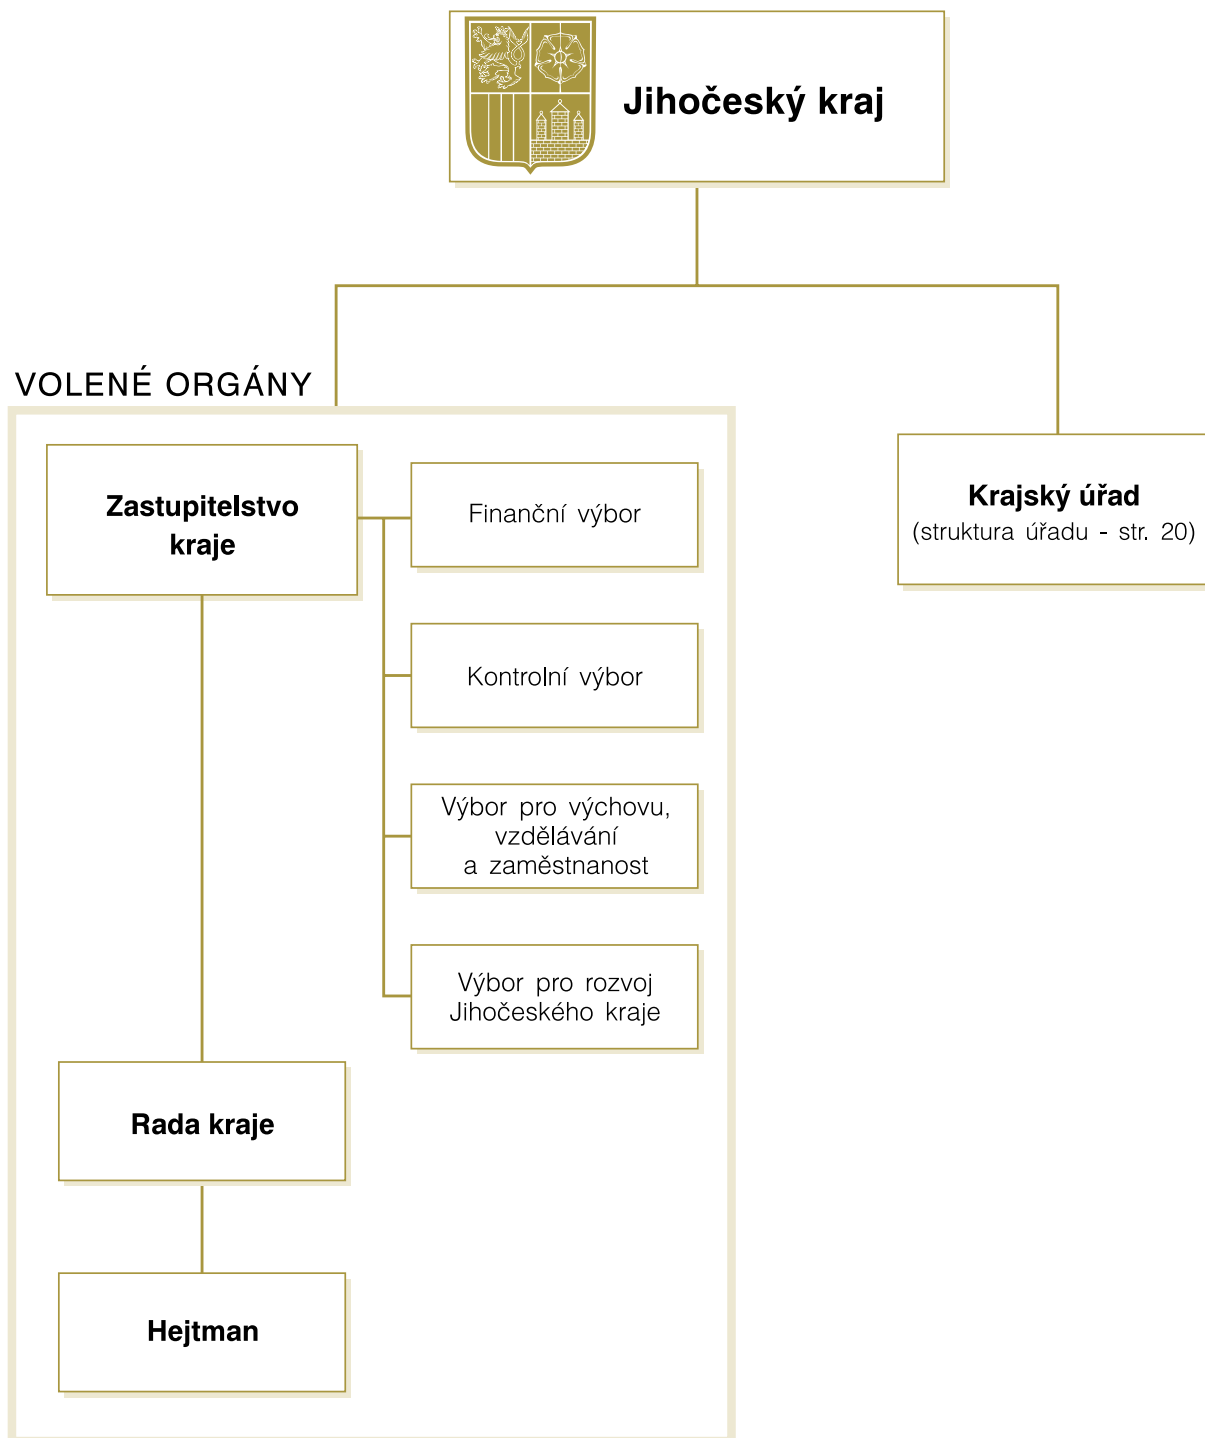 Jihočeský kraj
VOLENÉ ORGÁNY
Zastupitelstvo
kraje
Finanční výbor
Krajský úřad
(struktura úřadu - str. 20)
Kontrolní výbor
Výbor pro výchovu,
vzdělávání
a zaměstnanost
Výbor pro rozvoj
Jihočeského kraje
Rada kraje
Hejtman